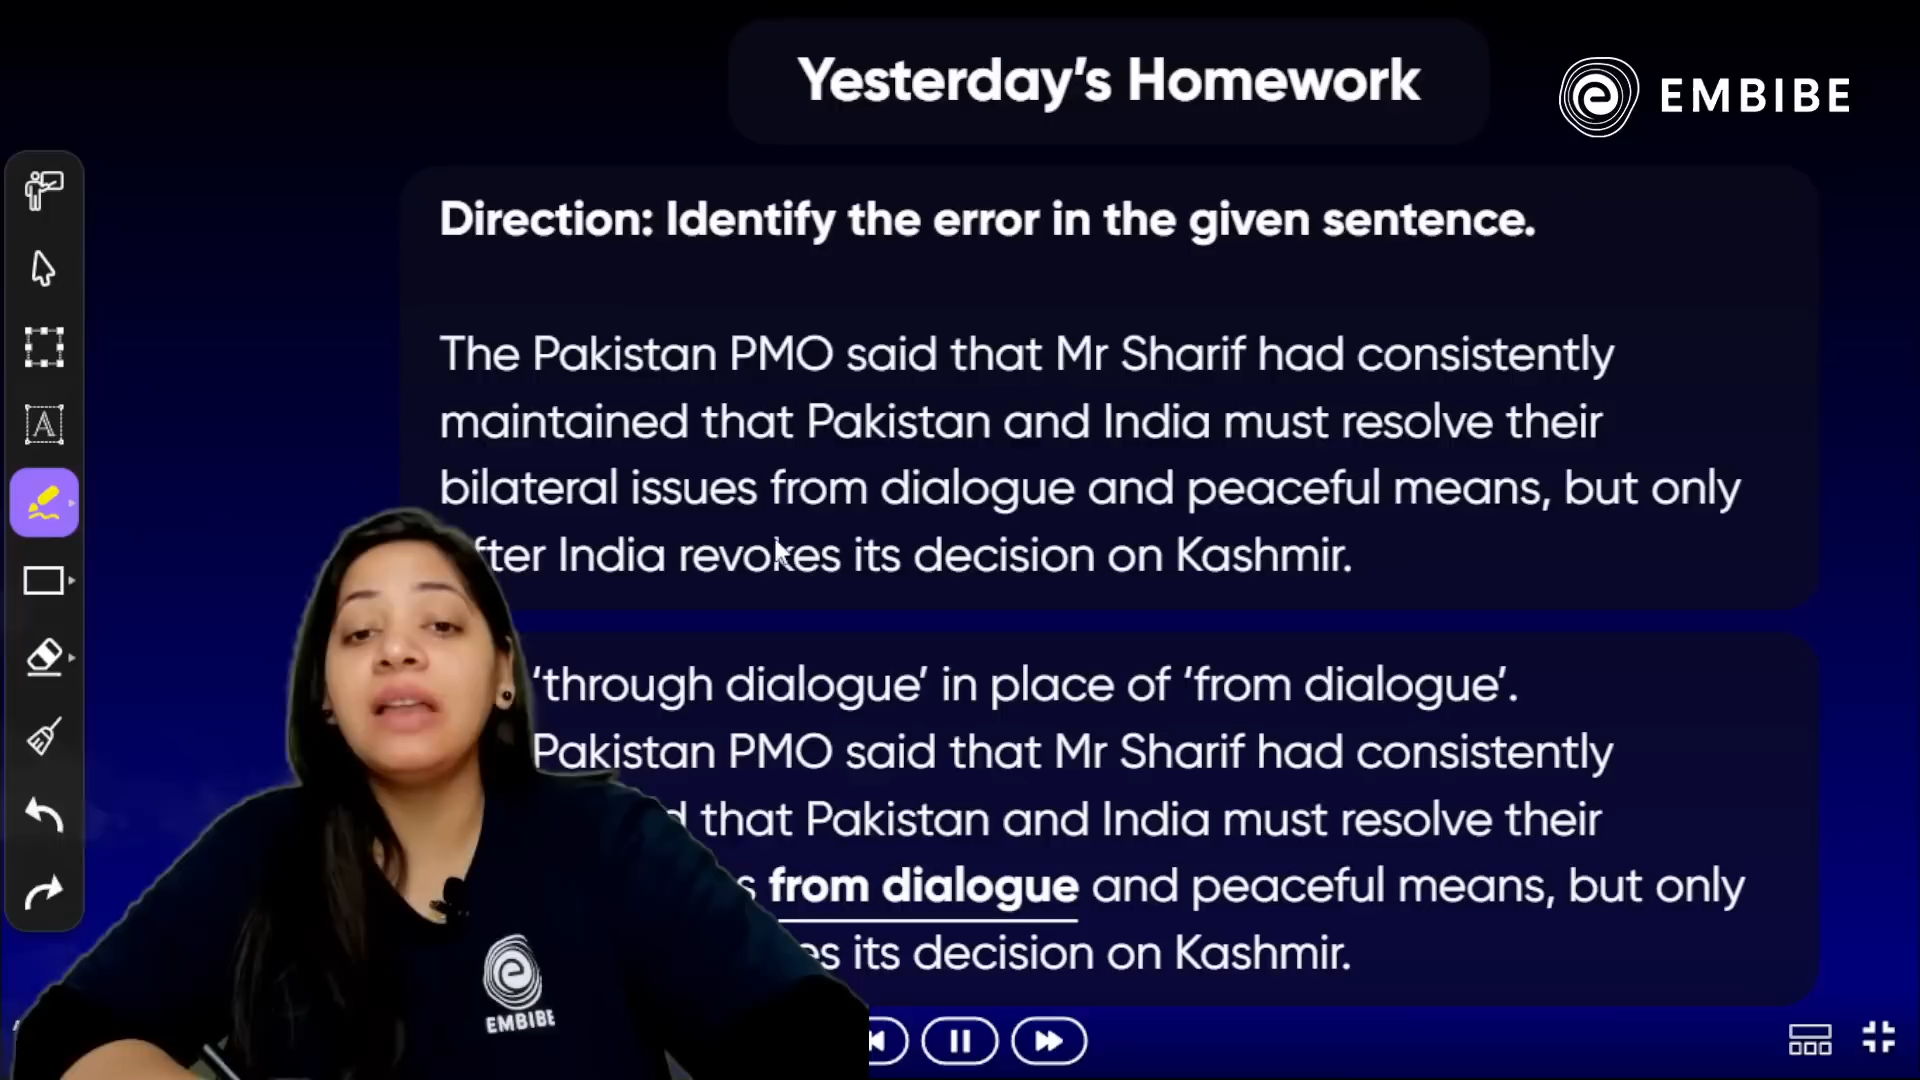 Yesterday’s Homework
EMBIBE
Direction: Identify the error in the given sentence.
The Pakistan PMO said that Mr Sharif had consistently
maintained that Pakistan and India must resolve their
bilateral issues from dialogue and peaceful means, but only
India revokes its decision on Kashmir.
‘through dialogue’ in place of ‘from dialogue’.
Pakistan PMO said that Mr Sharif had consistently
that Pakistan and India must resolve their
from dialogue and peaceful means, but only
its decision on Kashmir.
EMBIBE